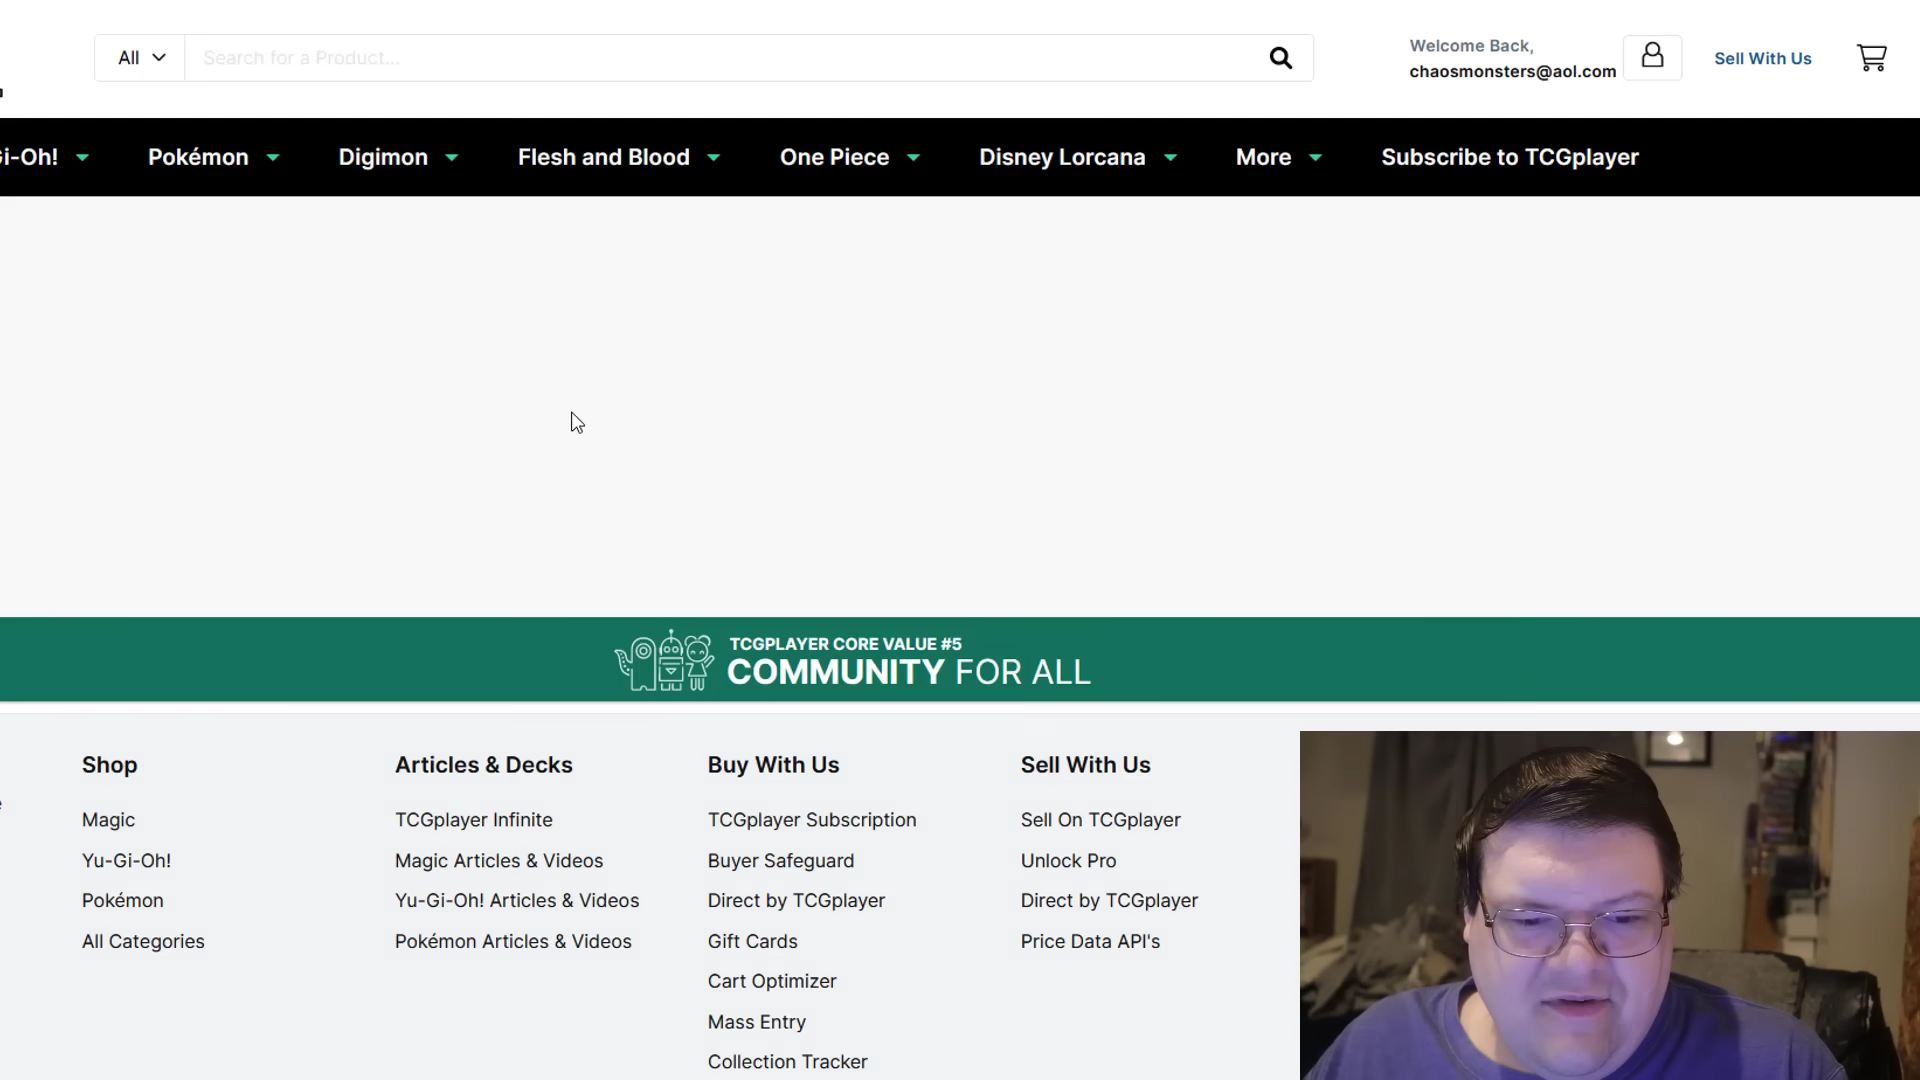 All
Search for a Product...
Welcome Back,
chaosmonsters@aol.com
Sell With Us
i-Oh!
Pokémon
Digimon
Flesh and Blood
One Piece
Disney Lorcana
More
Subscribe to TCGplayer
TCGPLAYER CORE VALUE #5
COMMUNITY FOR ALL
Shop
Magic
Yu-Gi-Oh!
Pokémon
All Categories
Articles & Decks
TCGplayer Infinite
Magic Articles & Videos
Yu-Gi-Oh! Articles & Videos
Pokémon Articles & Videos
Buy With Us
TCGplayer Subscription
Buyer Safeguard
Direct by TCGplayer
Gift Cards
Cart Optimizer
Mass Entry
Collection Tracker
Sell With Us
Sell On TCGplayer
Unlock Pro
Direct by TCGplayer
Price Data API's